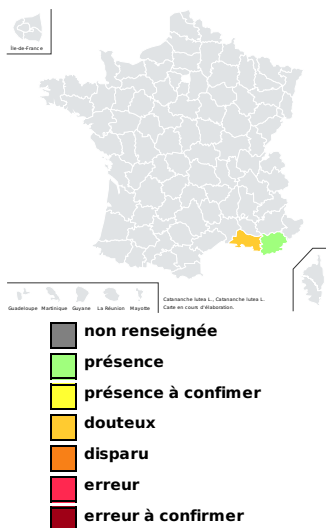 Île-de-France
Guadeloupe Martinique Guyane La Réunion Mayotte
Catananche lutea L., Catananche lutea L.
Carte en cours d'élaboration.
non renseignée
présence
présence à confimer
douteux
disparu
erreur
erreur à confirmer